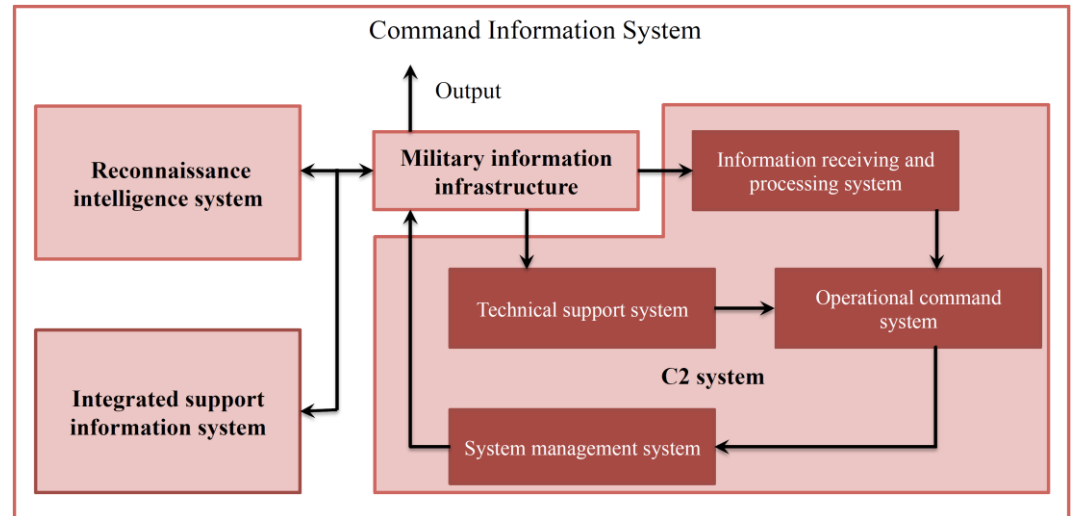 Command Information System
Output
Reconnaissance
intelligence system
Military information
infrastructure
Information receiving and
processing system
Technical support system
Operational command
system
C2 system
Integrated support
information system
System management system